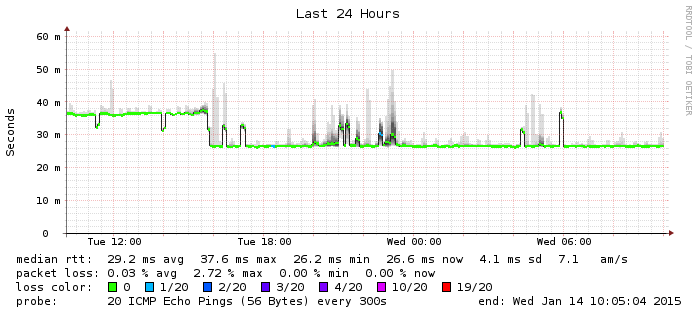 Last 24 Hours
RRDTOOL / TOBI OETIKER
Seconds
60 m
50 m
40 m
30 m
20 m
10 m
0
Tue 12:00 Tue 18:00 Wed 00:00 Wed 06:00
median rtt: 29.2 ms avg 37.6 ms max 26.2 ms min 26.6 ms now 4.1 ms sd 7.1 am/s
packet loss: 0.03 % avg 2.72 % max 0.00 % min 0.00 % now
loss color: 0 1/20 2/20 3/20 4/20 10/20 19/20
probe: 20 ICMP Echo Pings (56 Bytes) every 300s end: Wed Jan 14 10:05:04 2015